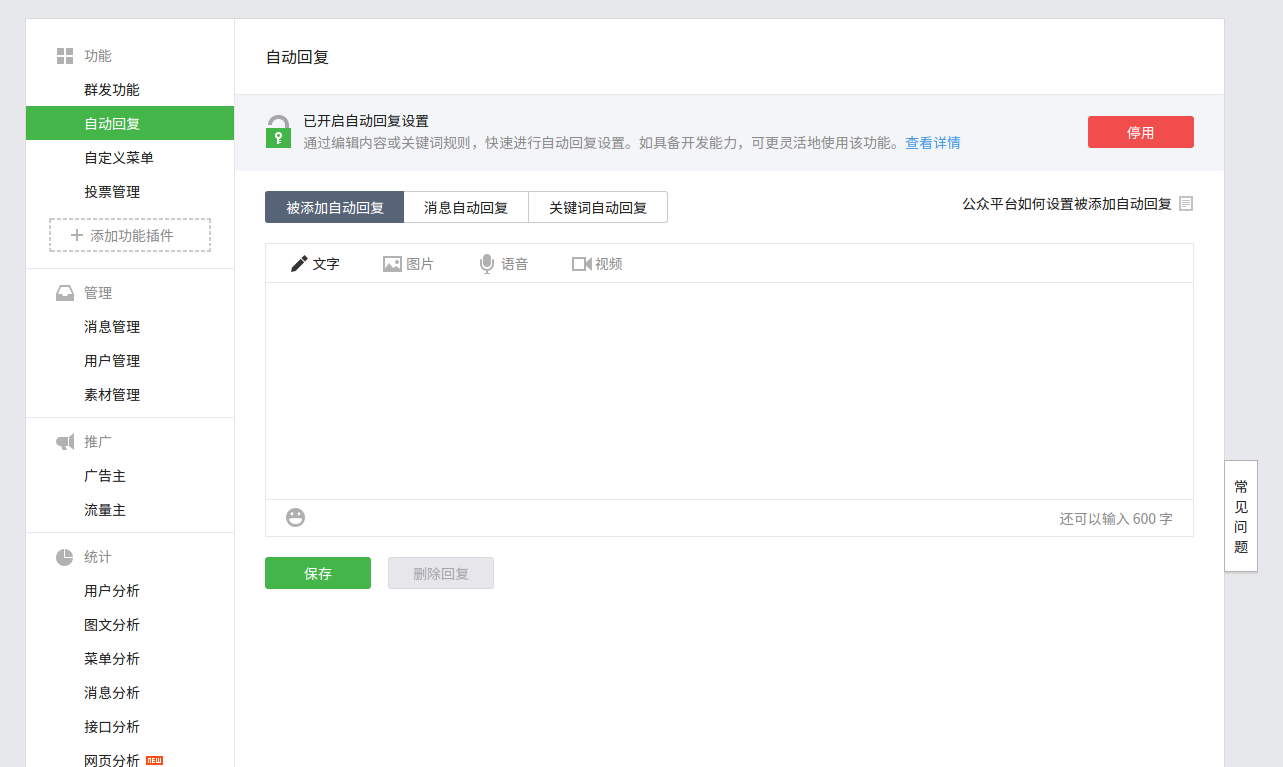 功能
群发功能
自动回复
自定义菜单
投票管理
添加功能插件
管理
消息管理
用户管理
素材管理
推广
广告主
流量主
统计
用户分析
图文分析
菜单分析
消息分析
接口分析
网页分析 NEW
自动回复
已开启自动回复设置
通过编辑内容或关键词规则，快速进行自动回复设置。如具备开发能力，可更灵活地使用该功能。查看详情
停用
被添加自动回复 消息自动回复 关键词自动回复
公众平台如何设置被添加自动回复
文字 图片 语音 视频
还可以输入 600 字
保存 删除回复
常
见
问
题